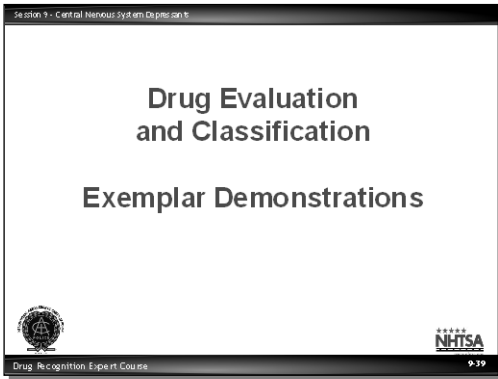 Session 9 - Central Nervous System Depressants
Drug Evaluation
and Classification
Exemplar Demonstrations
NHTSA
Drug Recognition Expert Course
9-39